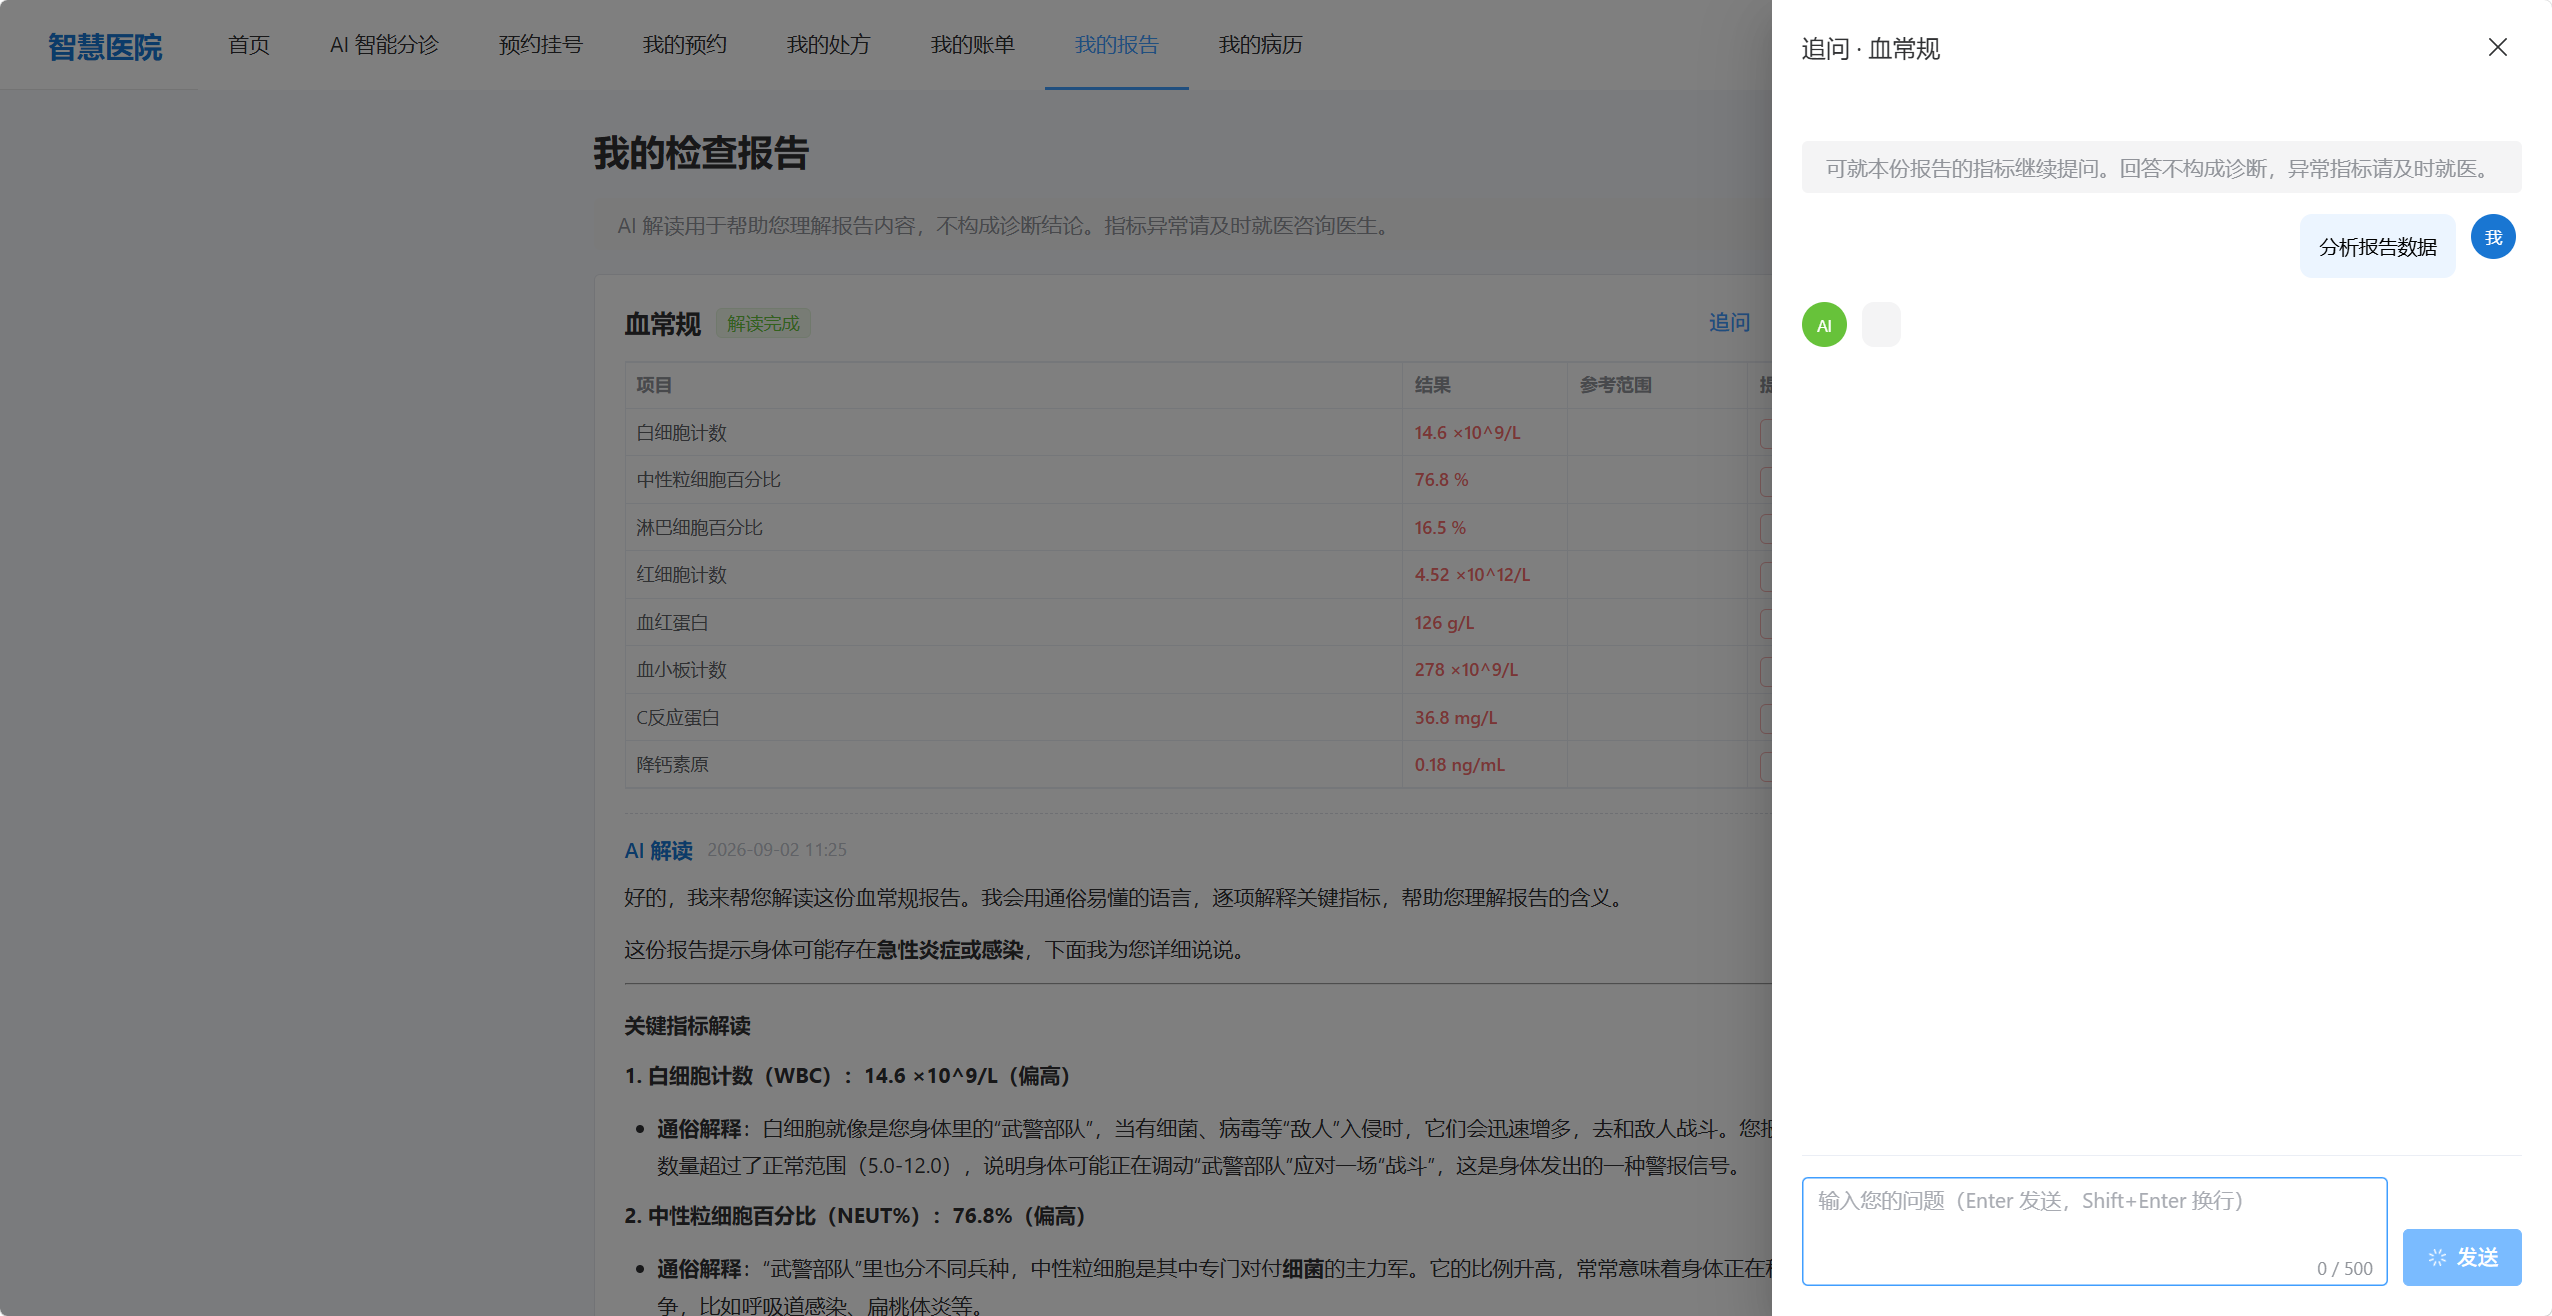 智慧医院 首页 AI 智能分诊 预约挂号 我的预约 我的处方 我的账单 我的报告 我的病历
我的检查报告
AI 解读用于帮助您理解报告内容，不构成诊断结论。指标异常请及时就医咨询医生。
血常规 解读完成 追问
项目 结果 参考范围
白细胞计数 14.6 ×10^9/L
中性粒细胞百分比 76.8 %
淋巴细胞百分比 16.5 %
红细胞计数 4.52 ×10^12/L
血红蛋白 126 g/L
血小板计数 278 ×10^9/L
C反应蛋白 36.8 mg/L
降钙素原 0.18 ng/mL
AI 解读 2026-09-02 11:25
好的，我来帮您解读这份血常规报告。我会用通俗易懂的语言，逐项解释关键指标，帮助您理解报告的含义。
这份报告提示身体可能存在急性炎症或感染，下面我为您详细说说。
关键指标解读
1. 白细胞计数（WBC）：14.6 ×10^9/L（偏高）
• 通俗解释：白细胞就像是您身体里的“武警部队”，当有细菌、病毒等“敌人”入侵时，它们会迅速增多，去和敌人战斗。您
数量超过了正常范围（5.0-12.0），说明身体可能正在调动“武警部队”应对一场“战斗”，这是身体发出的一种警报信号。
2. 中性粒细胞百分比（NEUT%）：76.8%（偏高）
• 通俗解释：“武警部队”里也分不同兵种，中性粒细胞是其中专门对付细菌的主力军。它的比例升高，常常意味着身体正在
争，比如呼吸道感染、扁桃体炎等。
追问 · 血常规
可就本份报告的指标继续提问。回答不构成诊断，异常指标请及时就医。
分析报告数据 我
AI
输入您的问题（Enter 发送，Shift+Enter 换行）
0 / 500
发送